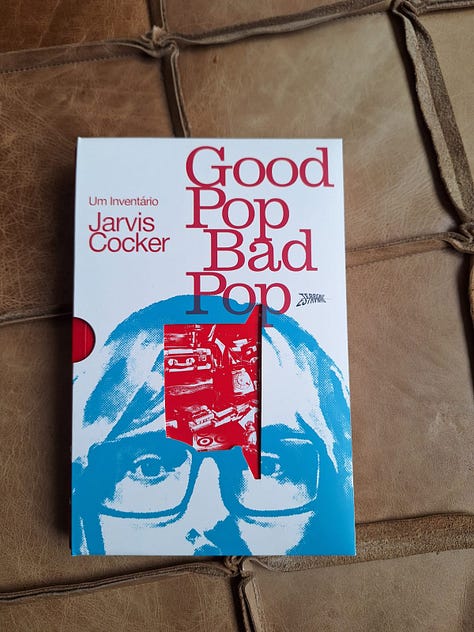 Good
Pop
Bad
Pop
Um Inventário
Jarvis
Cocker